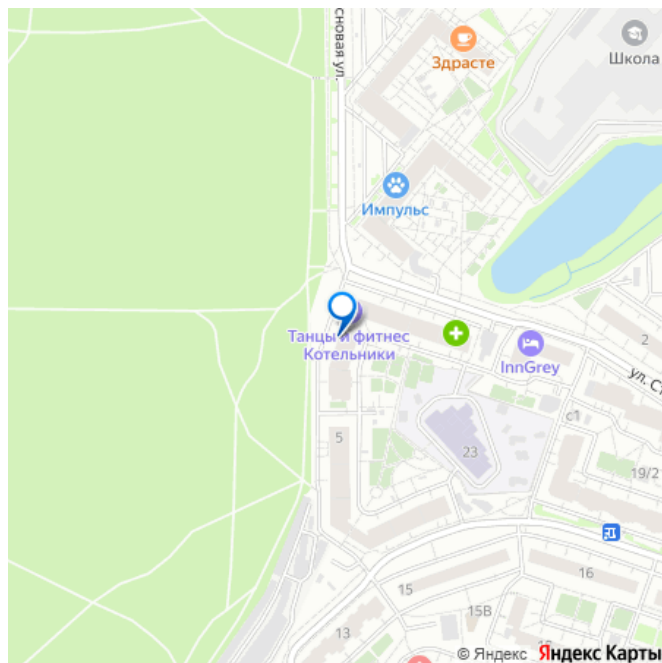 сновая ул.
Здрасте
Школа
Импульс
Танцы и фитнес
Котельники
InnGrey
2
ул. Ст
с1
5
23
19/2
16
15
15В
13
© Яндекс Яндекс Карты